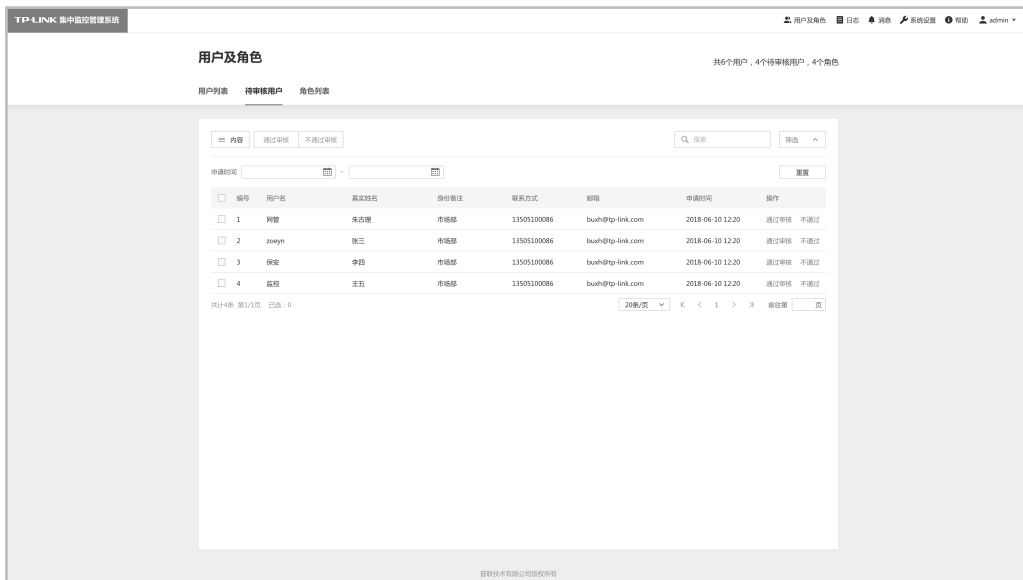 TP-LINK 集中监控管理系统 用户及角色 日志 消息 系统设置 帮助 admin
用户及角色
共6个用户，4个待审核用户，4个角色
用户列表 待审核用户 角色列表
内容 通过审核 不通过审核 搜索 筛选
申请时间 - 重置
编号 用户名 真实姓名 身份备注 联系方式 邮箱 申请时间 操作
1 网管 朱古理 市场部 13505100086 buxh@tp-link.com 2018-06-10 12:20 通过审核 不通过
2 zoeyn 张三 市场部 13505100086 buxh@tp-link.com 2018-06-10 12:20 通过审核 不通过
3 保安 李四 市场部 13505100086 buxh@tp-link.com 2018-06-10 12:20 通过审核 不通过
4 监控 王五 市场部 13505100086 buxh@tp-link.com 2018-06-10 12:20 通过审核 不通过
共计4条 第1/1页 已选：0 20条/页 1 前往第 页
普联技术有限公司版权所有